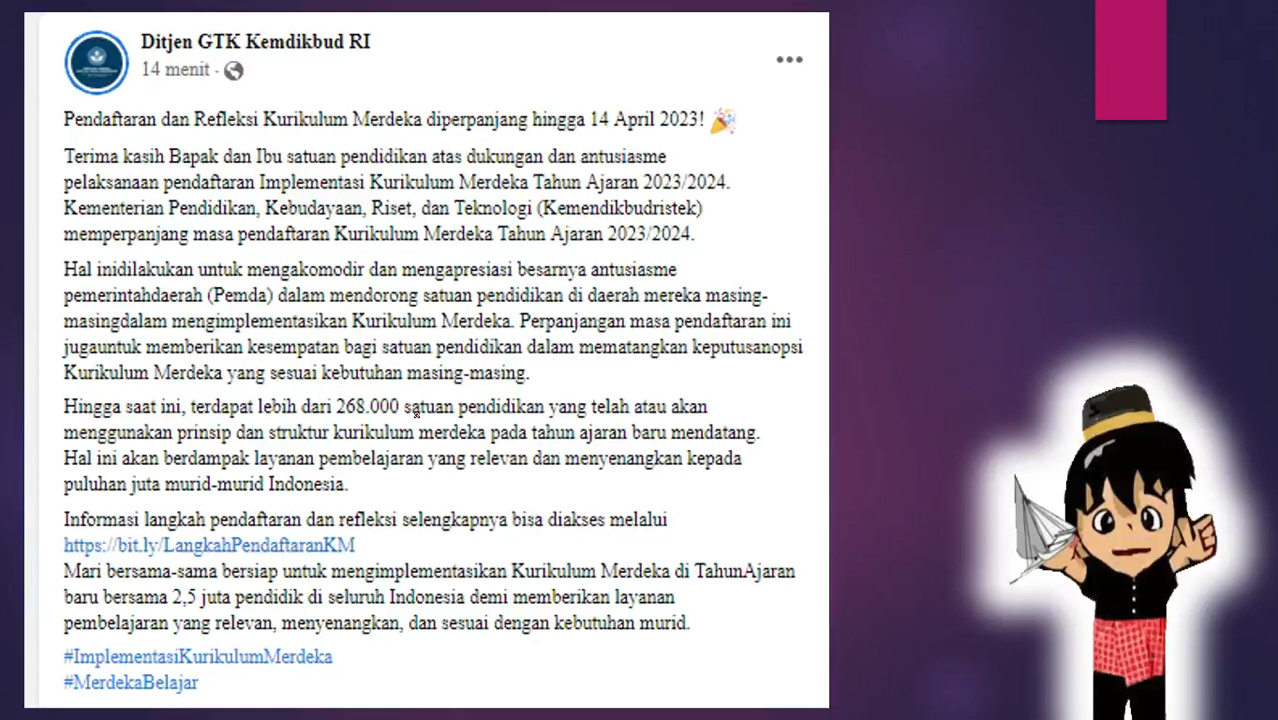 Ditjen GTK Kemdikbud RI
14 menit ·
Pendaftaran dan Refleksi Kurikulum Merdeka diperpanjang hingga 14 April 2023! 🎉
Terima kasih Bapak dan Ibu satuan pendidikan atas dukungan dan antusiasme
pelaksanaan pendaftaran Implementasi Kurikulum Merdeka Tahun Ajaran 2023/2024.
Kementerian Pendidikan, Kebudayaan, Riset, dan Teknologi (Kemendikbudristek)
memperpanjang masa pendaftaran Kurikulum Merdeka Tahun Ajaran 2023/2024.
Hal inidilakukan untuk mengakomodir dan mengapresiasi besarnya antusiasme
pemerintahdaerah (Pemda) dalam mendorong satuan pendidikan di daerah mereka masing-
masingdalam mengimplementasikan Kurikulum Merdeka. Perpanjangan masa pendaftaran ini
jugauntuk memberikan kesempatan bagi satuan pendidikan dalam mematangkan keputusanopsi
Kurikulum Merdeka yang sesuai kebutuhan masing-masing.
Hingga saat ini, terdapat lebih dari 268.000 satuan pendidikan yang telah atau akan
menggunakan prinsip dan struktur kurikulum merdeka pada tahun ajaran baru mendatang.
Hal ini akan berdampak layanan pembelajaran yang relevan dan menyenangkan kepada
puluhan juta murid-murid Indonesia.
Informasi langkah pendaftaran dan refleksi selengkapnya bisa diakses melalui
https://bit.ly/LangkahPendaftaranKM
Mari bersama-sama bersiap untuk mengimplementasikan Kurikulum Merdeka di TahunAjaran
baru bersama 2,5 juta pendidik di seluruh Indonesia demi memberikan layanan
pembelajaran yang relevan, menyenangkan, dan sesuai dengan kebutuhan murid.
#ImplementasiKurikulumMerdeka
#MerdekaBelajar